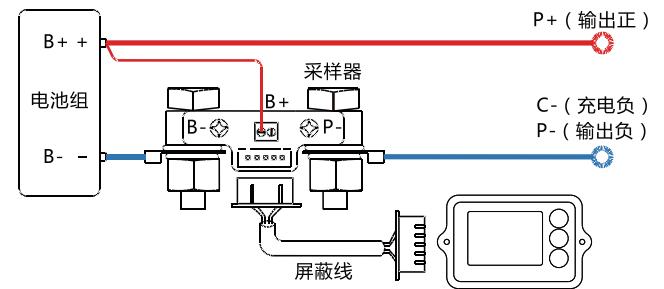 P+（输出正）
B+ +
采样器
电池组
B+
C-（充电负）
B-
P-
P-（输出负）
B- -
屏蔽线